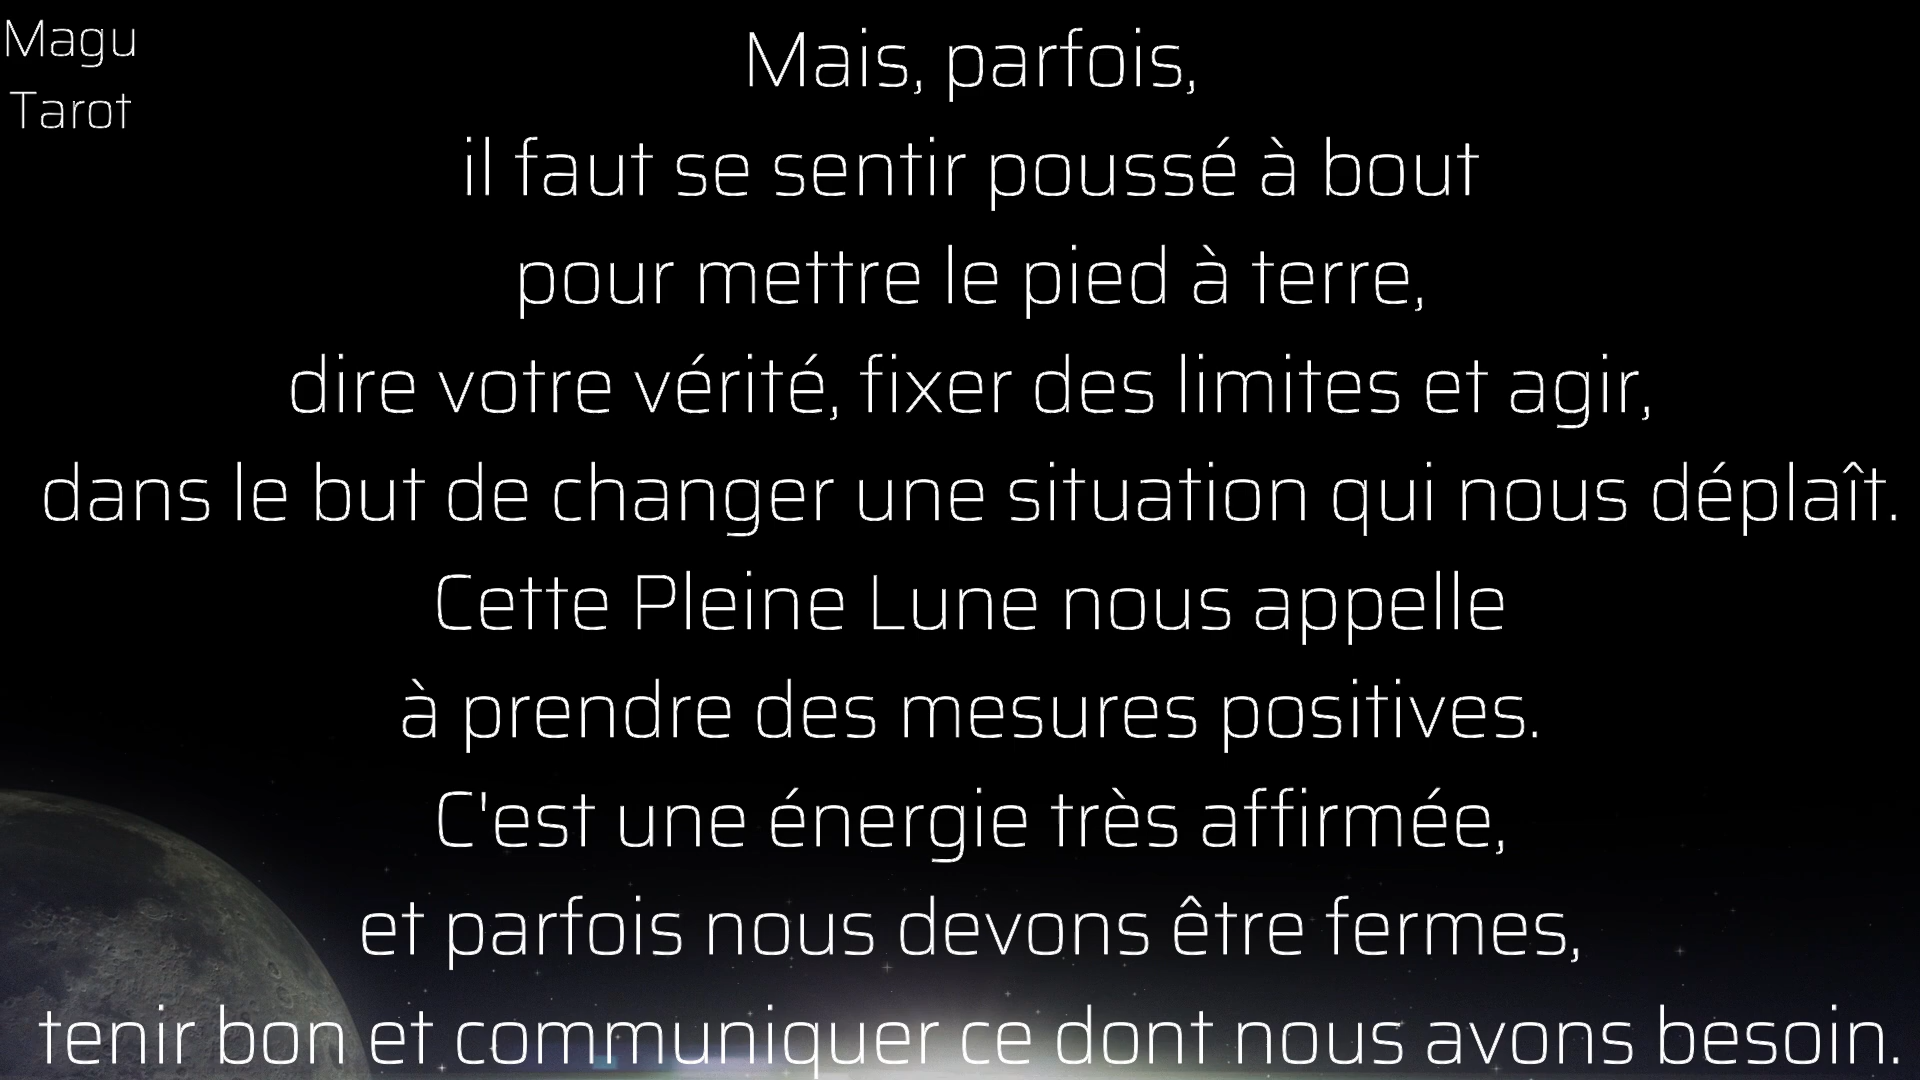 Magu
Tarot
Mais, parfois,
il faut se sentir poussé à bout
pour mettre le pied à terre,
dire votre vérité, fixer des limites et agir,
dans le but de changer une situation qui nous déplaît.
Cette Pleine Lune nous appelle
à prendre des mesures positives.
C'est une énergie très affirmée,
et parfois nous devons être fermes,
tenir bon et communiquer ce dont nous avons besoin.